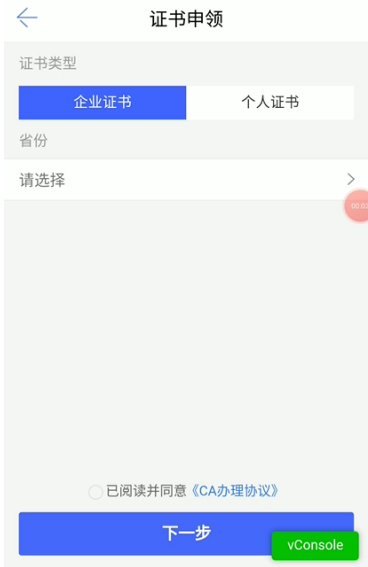 证书申领
证书类型
企业证书 个人证书
省份
请选择
已阅读并同意《CA办理协议》
下一步
vConsole